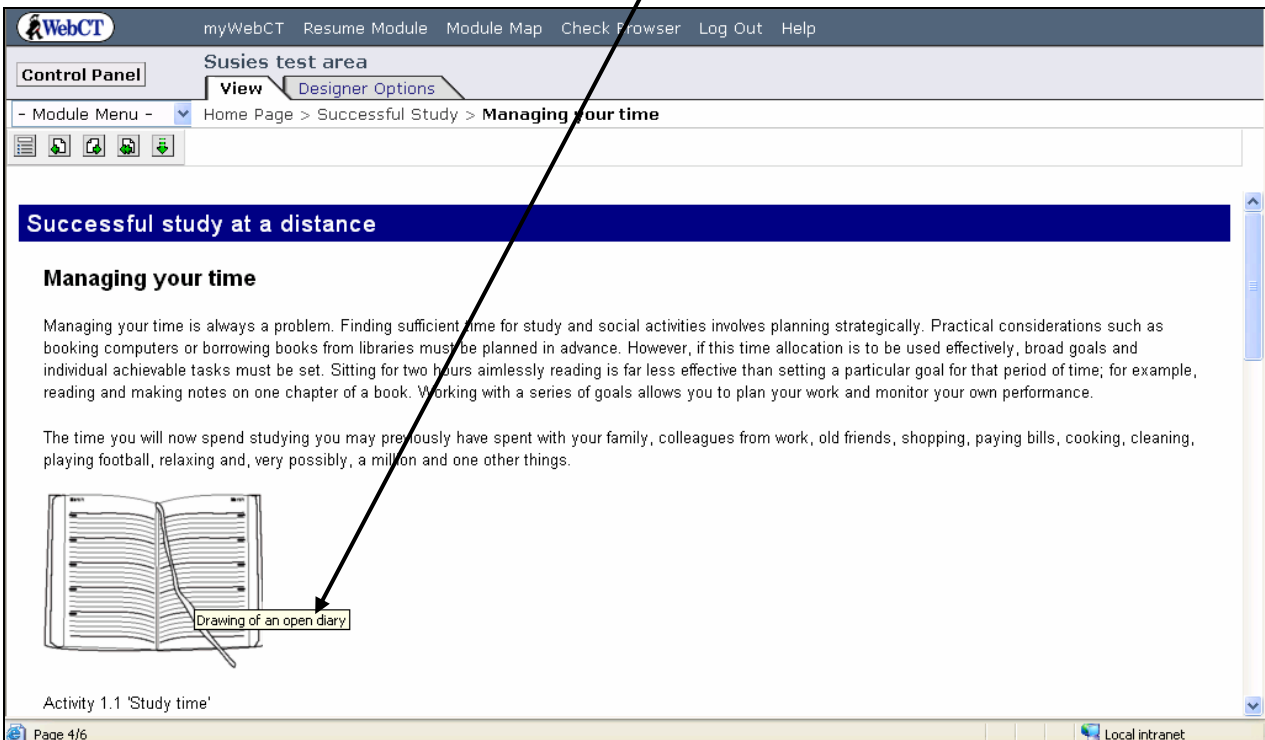 WebCT
myWebCT Resume Module Module Map Check Browser Log Out Help
Control Panel
Susies test area
View Designer Options
- Module Menu -
Home Page > Successful Study > Managing your time
Successful study at a distance
Managing your time
Managing your time is always a problem. Finding sufficient time for study and social activities involves planning strategically. Practical considerations such as
booking computers or borrowing books from libraries must be planned in advance. However, if this time allocation is to be used effectively, broad goals and
individual achievable tasks must be set. Sitting for two hours aimlessly reading is far less effective than setting a particular goal for that period of time; for example,
reading and making notes on one chapter of a book. Working with a series of goals allows you to plan your work and monitor your own performance.
The time you will now spend studying you may previously have spent with your family, colleagues from work, old friends, shopping, paying bills, cooking, cleaning,
playing football, relaxing and, very possibly, a million and one other things.
Drawing of an open diary
Activity 1.1 'Study time'
Page 4/6
Local intranet